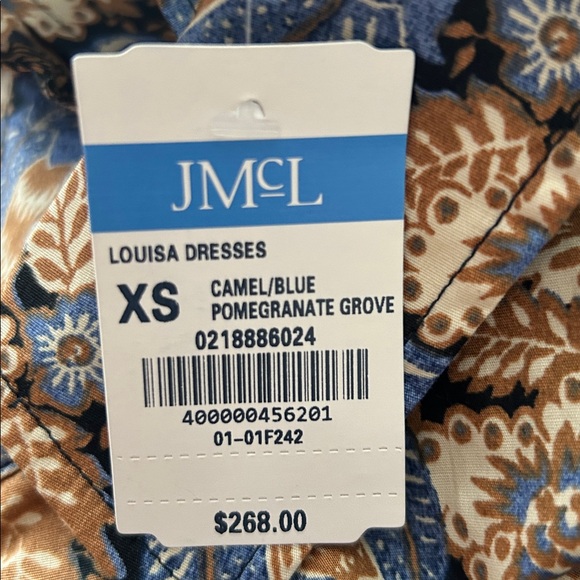 JMcL
LOUISA DRESSES
XS
CAMEL/BLUE
POMEGRANATE GROVE
0218886024
400000456201
01-01F242
$268.00